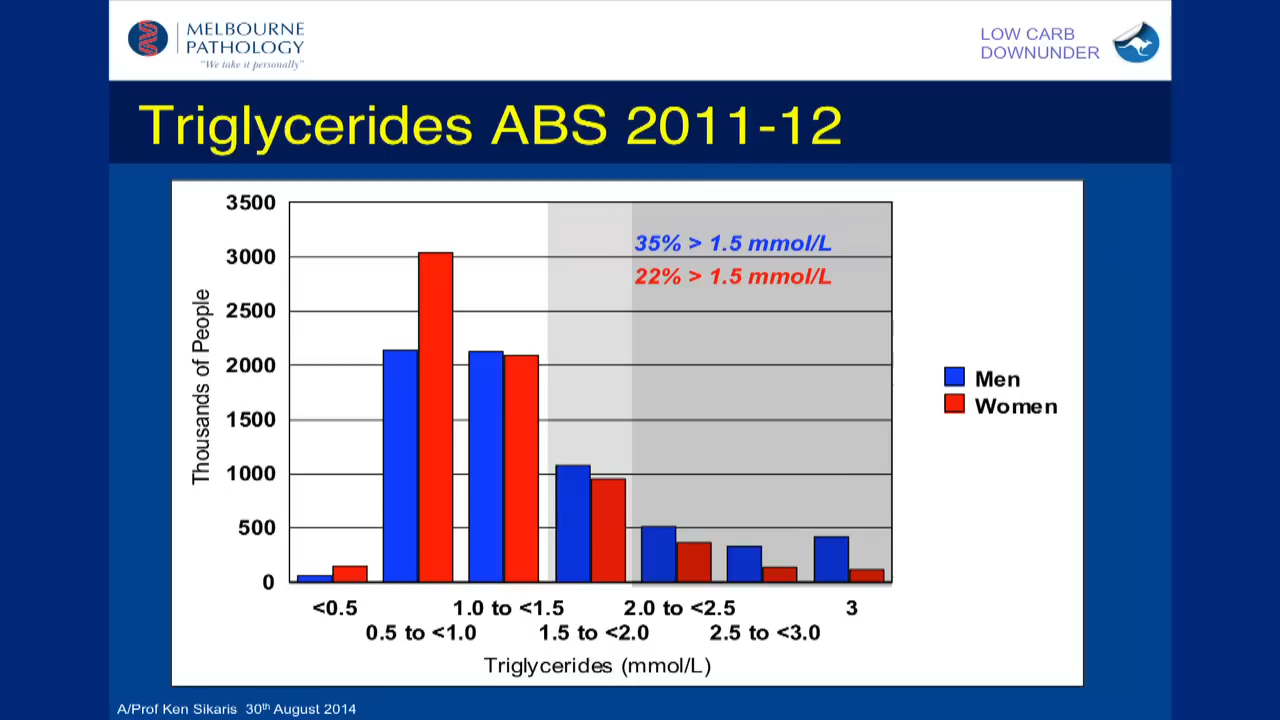 MELBOURNE
PATHOLOGY
"We take it personally"
LOW CARB
DOWNUNDER
Triglycerides ABS 2011-12
3500
3000
2500
2000
1500
1000
500
0
Thousands of People
35% > 1.5 mmol/L
22% > 1.5 mmol/L
Men
Women
<0.5
1.0 to <1.5
2.0 to <2.5
3
0.5 to <1.0
1.5 to <2.0
2.5 to <3.0
Triglycerides (mmol/L)
A/Prof Ken Sikaris 30th August 2014